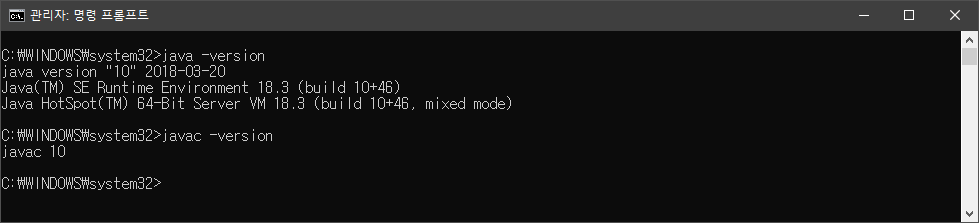 관리자: 명령 프롬프트
C:₩WINDOWS₩system32>java -version
java version "10" 2018-03-20
Java(TM) SE Runtime Environment 18.3 (build 10+46)
Java HotSpot(TM) 64-Bit Server VM 18.3 (build 10+46, mixed mode)
C:₩WINDOWS₩system32>javac -version
javac 10
C:₩WINDOWS₩system32>